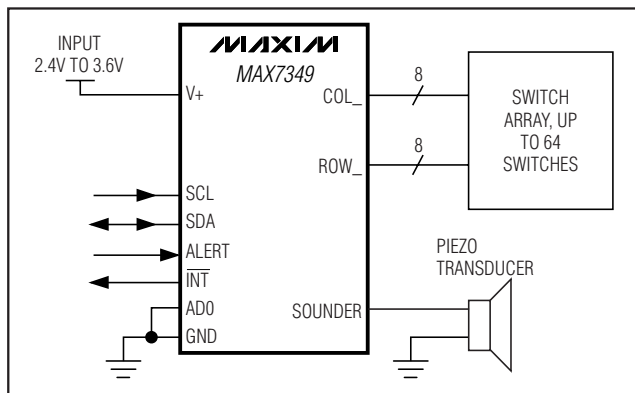 INPUT
2.4V TO 3.6V
MAXIM
MAX7349
V+
SCL
SDA
ALERT
INT
AD0
GND
COL_
ROW_
SOUNDER
8
8
SWITCH
ARRAY, UP
TO 64
SWITCHES
PIEZO
TRANSDUCER